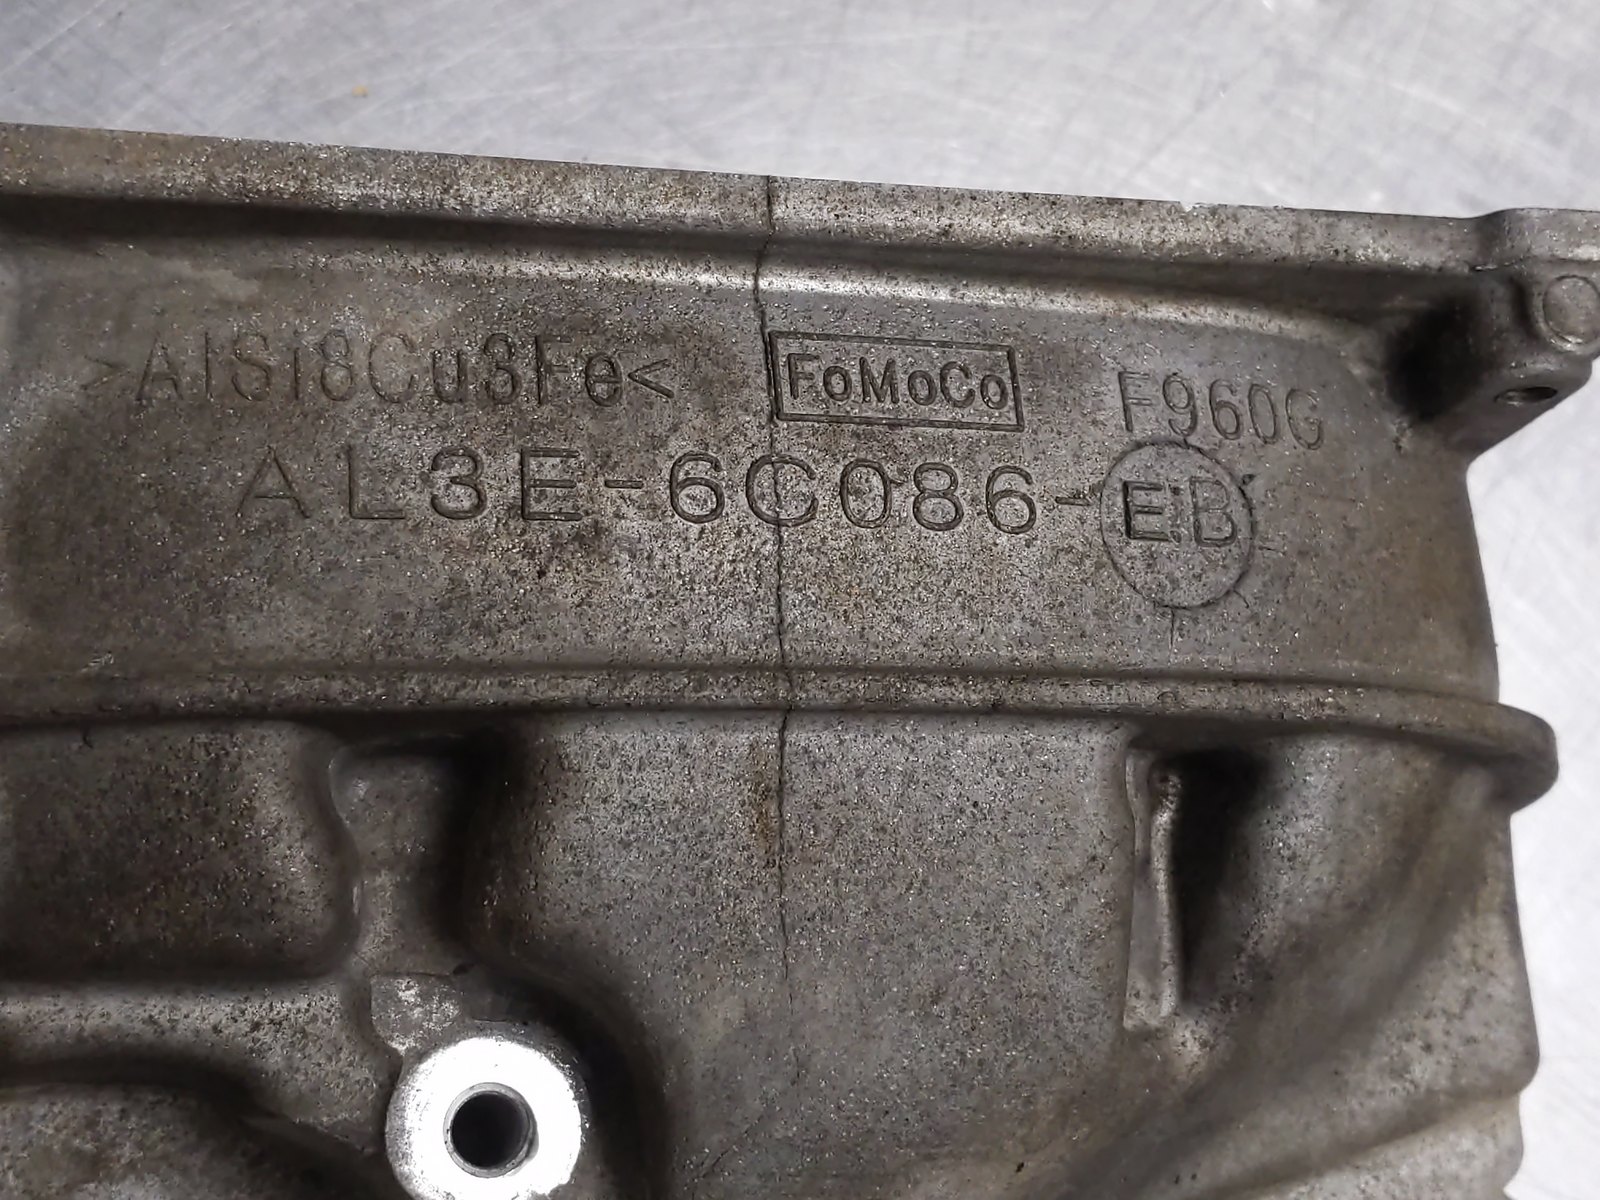 >AlSi8Cu3Fe< FoMoCo F960G
AL3E-6C086-EB